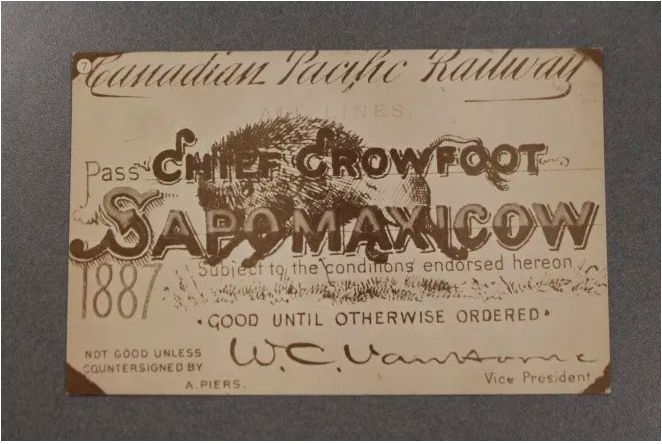 7
Canadian Pacific Railway
ALL LINES.
Pass CHIEF CROWFOOT
SAPOMAXICOW
1887 Subject to the conditions endorsed hereon
• GOOD UNTIL OTHERWISE ORDERED •
NOT GOOD UNLESS
COUNTERSIGNED BY
A. PIERS.
W. C. Van Horne
Vice President